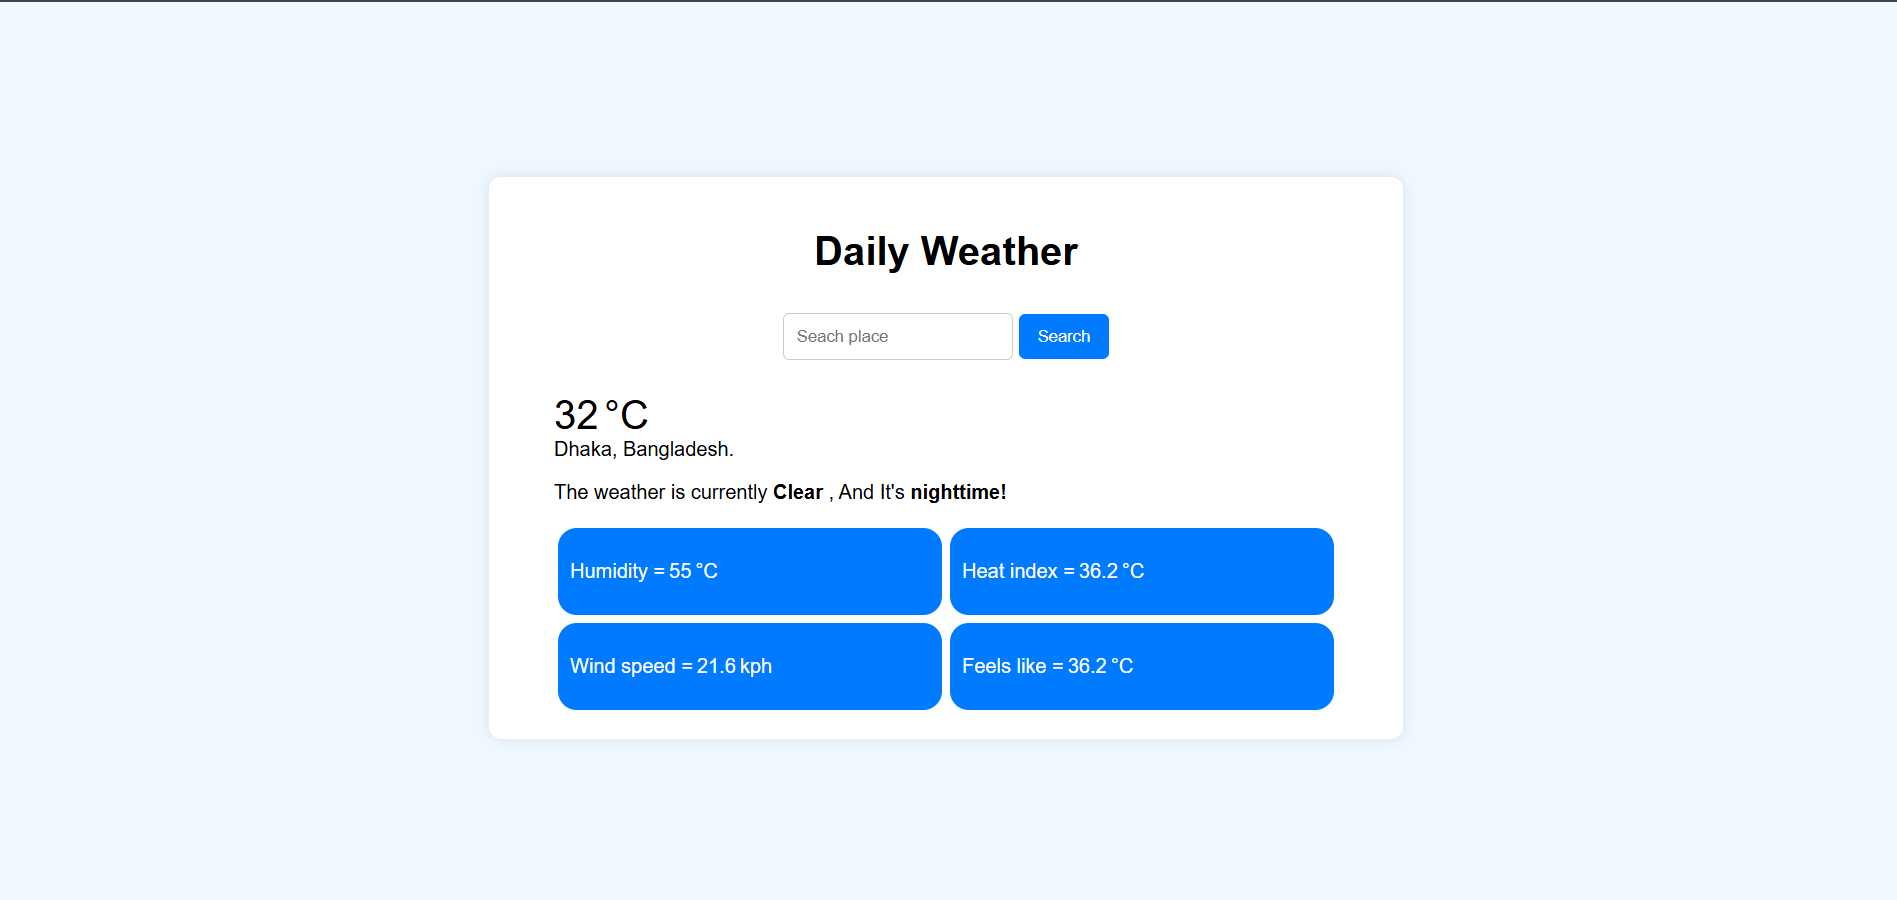 Daily Weather
Seach place
Search
32 °C
Dhaka, Bangladesh.
The weather is currently Clear , And It's nighttime!
Humidity = 55 °C
Heat index = 36.2 °C
Wind speed = 21.6 kph
Feels like = 36.2 °C